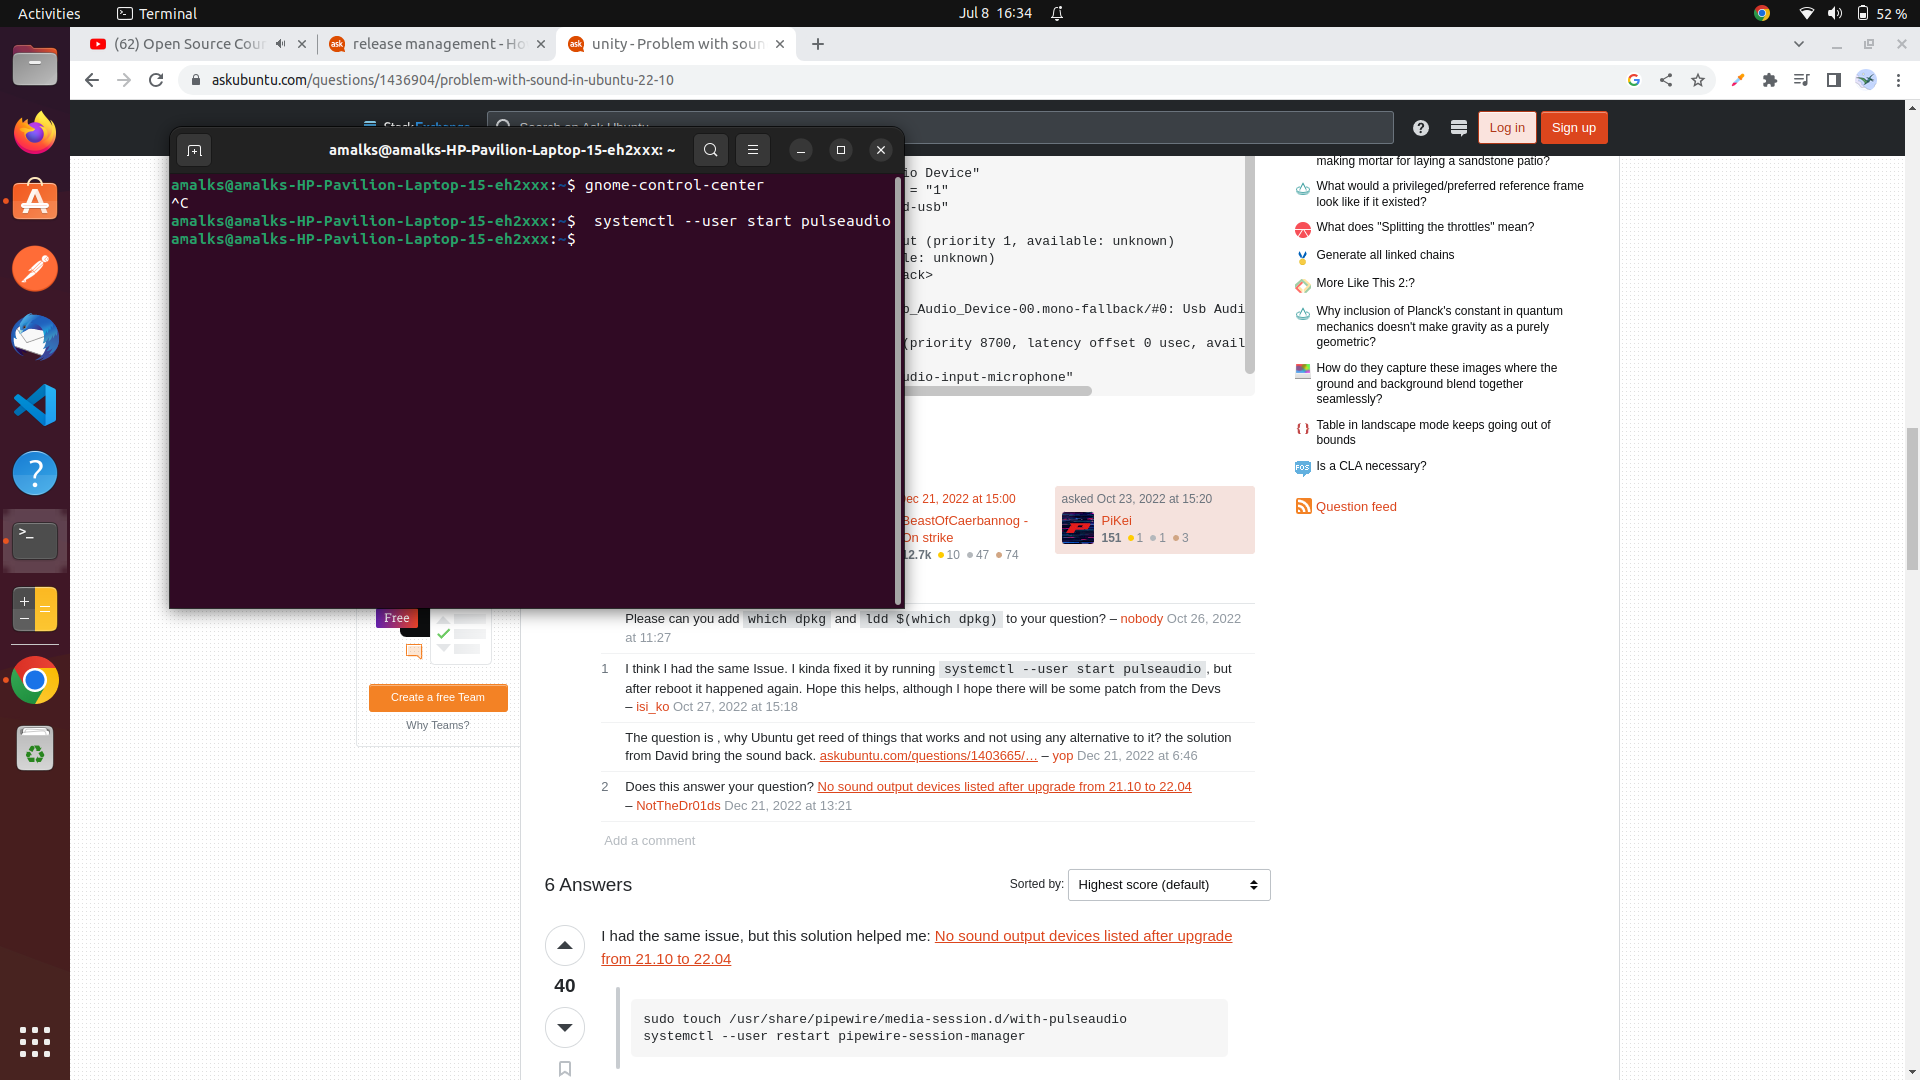 Activities
Terminal
Jul 8 16:34
52 %
(62) Open Source Cour
release management - Ho
unity - Problem with soun
askubuntu.com/questions/1436904/problem-with-sound-in-ubuntu-22-10
Log in
Sign up
amalks@amalks-HP-Pavilion-Laptop-15-eh2xxx: ~
amalks@amalks-HP-Pavilion-Laptop-15-eh2xxx:~$ gnome-control-center
^C
amalks@amalks-HP-Pavilion-Laptop-15-eh2xxx:~$  systemctl --user start pulseaudio
amalks@amalks-HP-Pavilion-Laptop-15-eh2xxx:~$
io Device"
= "1"
d-usb"
ut (priority 1, available: unknown)
le: unknown)
ack>
b_Audio_Device-00.mono-fallback/#0: Usb Audi
(priority 8700, latency offset 0 usec, avail
udio-input-microphone"
Dec 21, 2022 at 15:00
BeastOfCaerbannog -
On strike
12.7k 10 47 74
asked Oct 23, 2022 at 15:20
PiKei
151 1 1 3
making mortar for laying a sandstone patio?
What would a privileged/preferred reference frame
look like if it existed?
What does "Splitting the throttles" mean?
Generate all linked chains
More Like This 2:?
Why inclusion of Planck's constant in quantum
mechanics doesn't make gravity as a purely
geometric?
How do they capture these images where the
ground and background blend together
seamlessly?
Table in landscape mode keeps going out of
bounds
FOS
Is a CLA necessary?
Question feed
Free
Create a free Team
Why Teams?
Please can you add which dpkg and ldd $(which dpkg) to your question? – nobody Oct 26, 2022
at 11:27
1 I think I had the same Issue. I kinda fixed it by running systemctl --user start pulseaudio, but
after reboot it happened again. Hope this helps, although I hope there will be some patch from the Devs
– isi_ko Oct 27, 2022 at 15:18
The question is , why Ubuntu get reed of things that works and not using any alternative to it? the solution
from David bring the sound back. askubuntu.com/questions/1403665/… – yop Dec 21, 2022 at 6:46
2 Does this answer your question? No sound output devices listed after upgrade from 21.10 to 22.04
– NotTheDr01ds Dec 21, 2022 at 13:21
Add a comment
6 Answers
Sorted by:
Highest score (default)
I had the same issue, but this solution helped me: No sound output devices listed after upgrade
from 21.10 to 22.04
40
sudo touch /usr/share/pipewire/media-session.d/with-pulseaudio
systemctl --user restart pipewire-session-manager